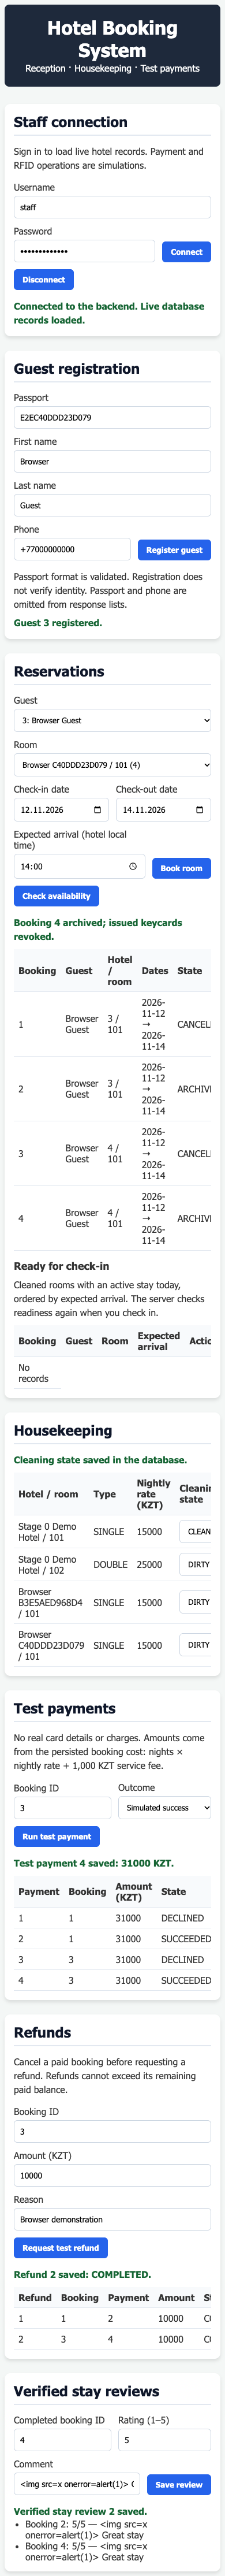 Hotel Booking
System
Reception · Housekeeping · Test payments
Staff connection
Sign in to load live hotel records. Payment and
RFID operations are simulations.
Username
staff
Password
•••••••••••••
Connect
Disconnect
Connected to the backend. Live database
records loaded.
Guest registration
Passport
E2EC40DDD23D079
First name
Browser
Last name
Guest
Phone
+77000000000
Register guest
Passport format is validated. Registration does
not verify identity. Passport and phone are
omitted from response lists.
Guest 3 registered.
Reservations
Guest
3: Browser Guest
Room
Browser C40DDD23D079 / 101 (4)
Check-in date Check-out date
12.11.2026 14.11.2026
Expected arrival (hotel local
time)
14:00
Book room
Check availability
Booking 4 archived; issued keycards
revoked.
Booking Guest Hotel / room Dates State
1 Browser Guest 3 / 101 2026-11-12 → 2026-11-14 CANCELL
2 Browser Guest 3 / 101 2026-11-12 → 2026-11-14 ARCHIVE
3 Browser Guest 4 / 101 2026-11-12 → 2026-11-14 CANCELL
4 Browser Guest 4 / 101 2026-11-12 → 2026-11-14 ARCHIVE
Ready for check-in
Cleaned rooms with an active stay today,
ordered by expected arrival. The server checks
readiness again when you check in.
Booking Guest Room Expected arrival Actio
No records
Housekeeping
Cleaning state saved in the database.
Hotel / room Type Nightly rate (KZT) Cleanin state
Stage 0 Demo Hotel / 101 SINGLE 15000 CLEAN
Stage 0 Demo Hotel / 102 DOUBLE 25000 DIRTY
Browser B3E5AED968D4 / 101 SINGLE 15000 DIRTY
Browser C40DDD23D079 / 101 SINGLE 15000 DIRTY
Test payments
No real card details or charges. Amounts come
from the persisted booking cost: nights ×
nightly rate + 1,000 KZT service fee.
Booking ID Outcome
3 Simulated success
Run test payment
Test payment 4 saved: 31000 KZT.
Payment Booking Amount (KZT) State
1 1 31000 DECLINED
2 1 31000 SUCCEEDED
3 3 31000 DECLINED
4 3 31000 SUCCEEDED
Refunds
Cancel a paid booking before requesting a
refund. Refunds cannot exceed its remaining
paid balance.
Booking ID
3
Amount (KZT)
10000
Reason
Browser demonstration
Request test refund
Refund 2 saved: COMPLETED.
Refund Booking Payment Amount St
1 1 2 10000 CO
2 3 4 10000 CO
Verified stay reviews
Completed booking ID Rating (1–5)
4 5
Comment
<img src=x onerror=alert(1)> G
Save review
Verified stay review 2 saved.
• Booking 2: 5/5 — <img src=x
onerror=alert(1)> Great stay
• Booking 4: 5/5 — <img src=x
onerror=alert(1)> Great stay